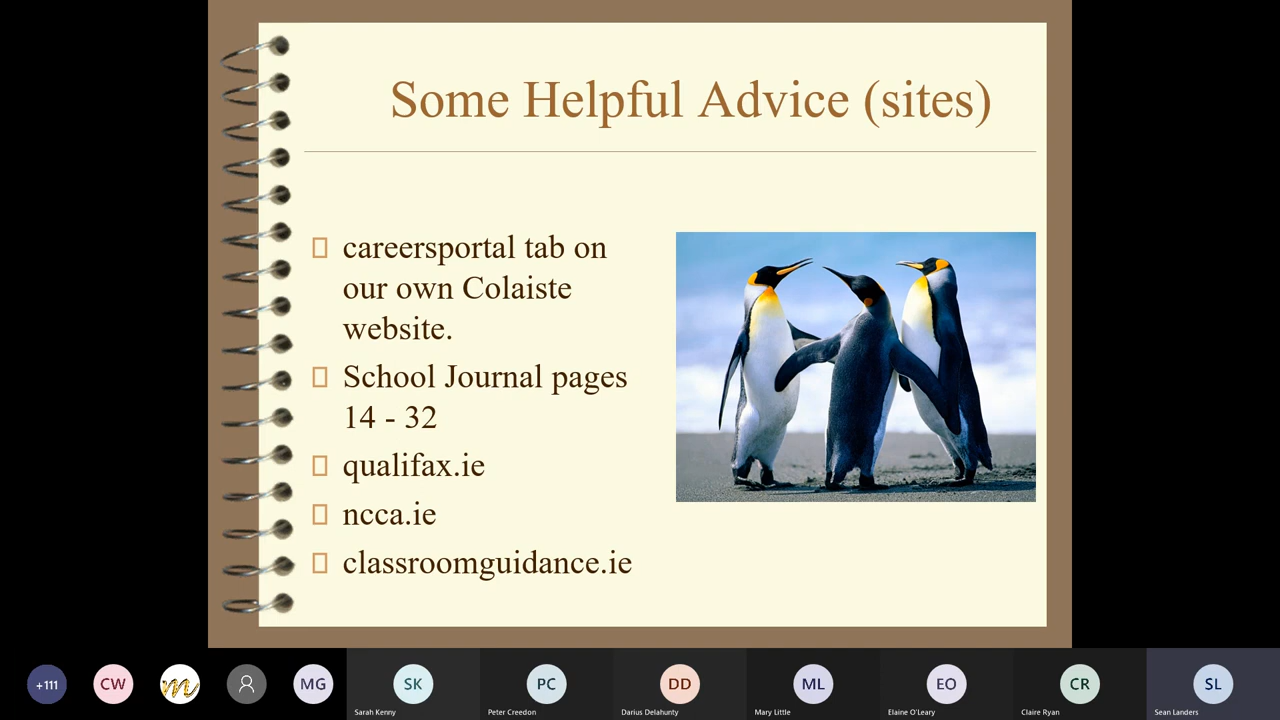 Some Helpful Advice (sites)
careersportal tab on
our own Colaiste
website.
School Journal pages
14 - 32
qualifax.ie
ncca.ie
classroomguidance.ie
+111
CW
m
MG
SK
PC
DD
ML
EO
CR
SL
Sarah Kenny
Peter Creedon
Darius Delahunty
Mary Little
Elaine O'Leary
Claire Ryan
Sean Landers